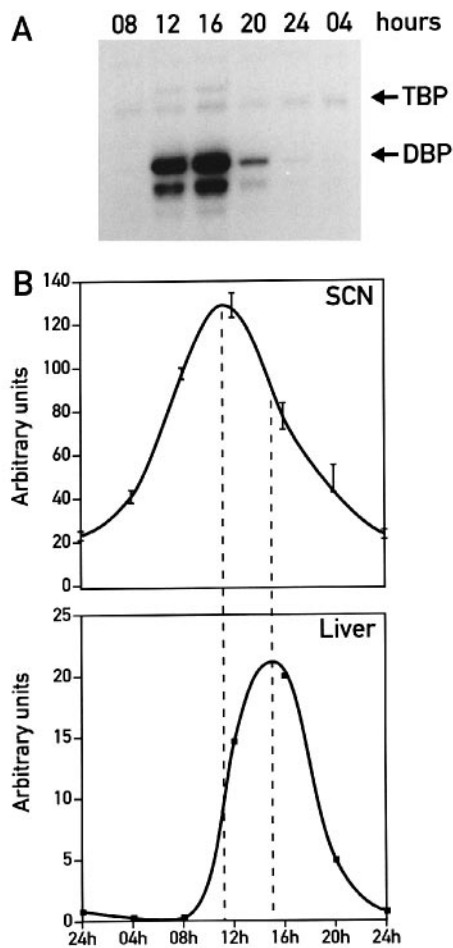 A
08 12 16 20 24 04 hours
TBP
DBP
B
SCN
140
120
100
80
60
40
20
0
Arbitrary units
Liver
25
20
15
10
5
0
Arbitrary units
24h 04h 08h 12h 16h 20h 24h